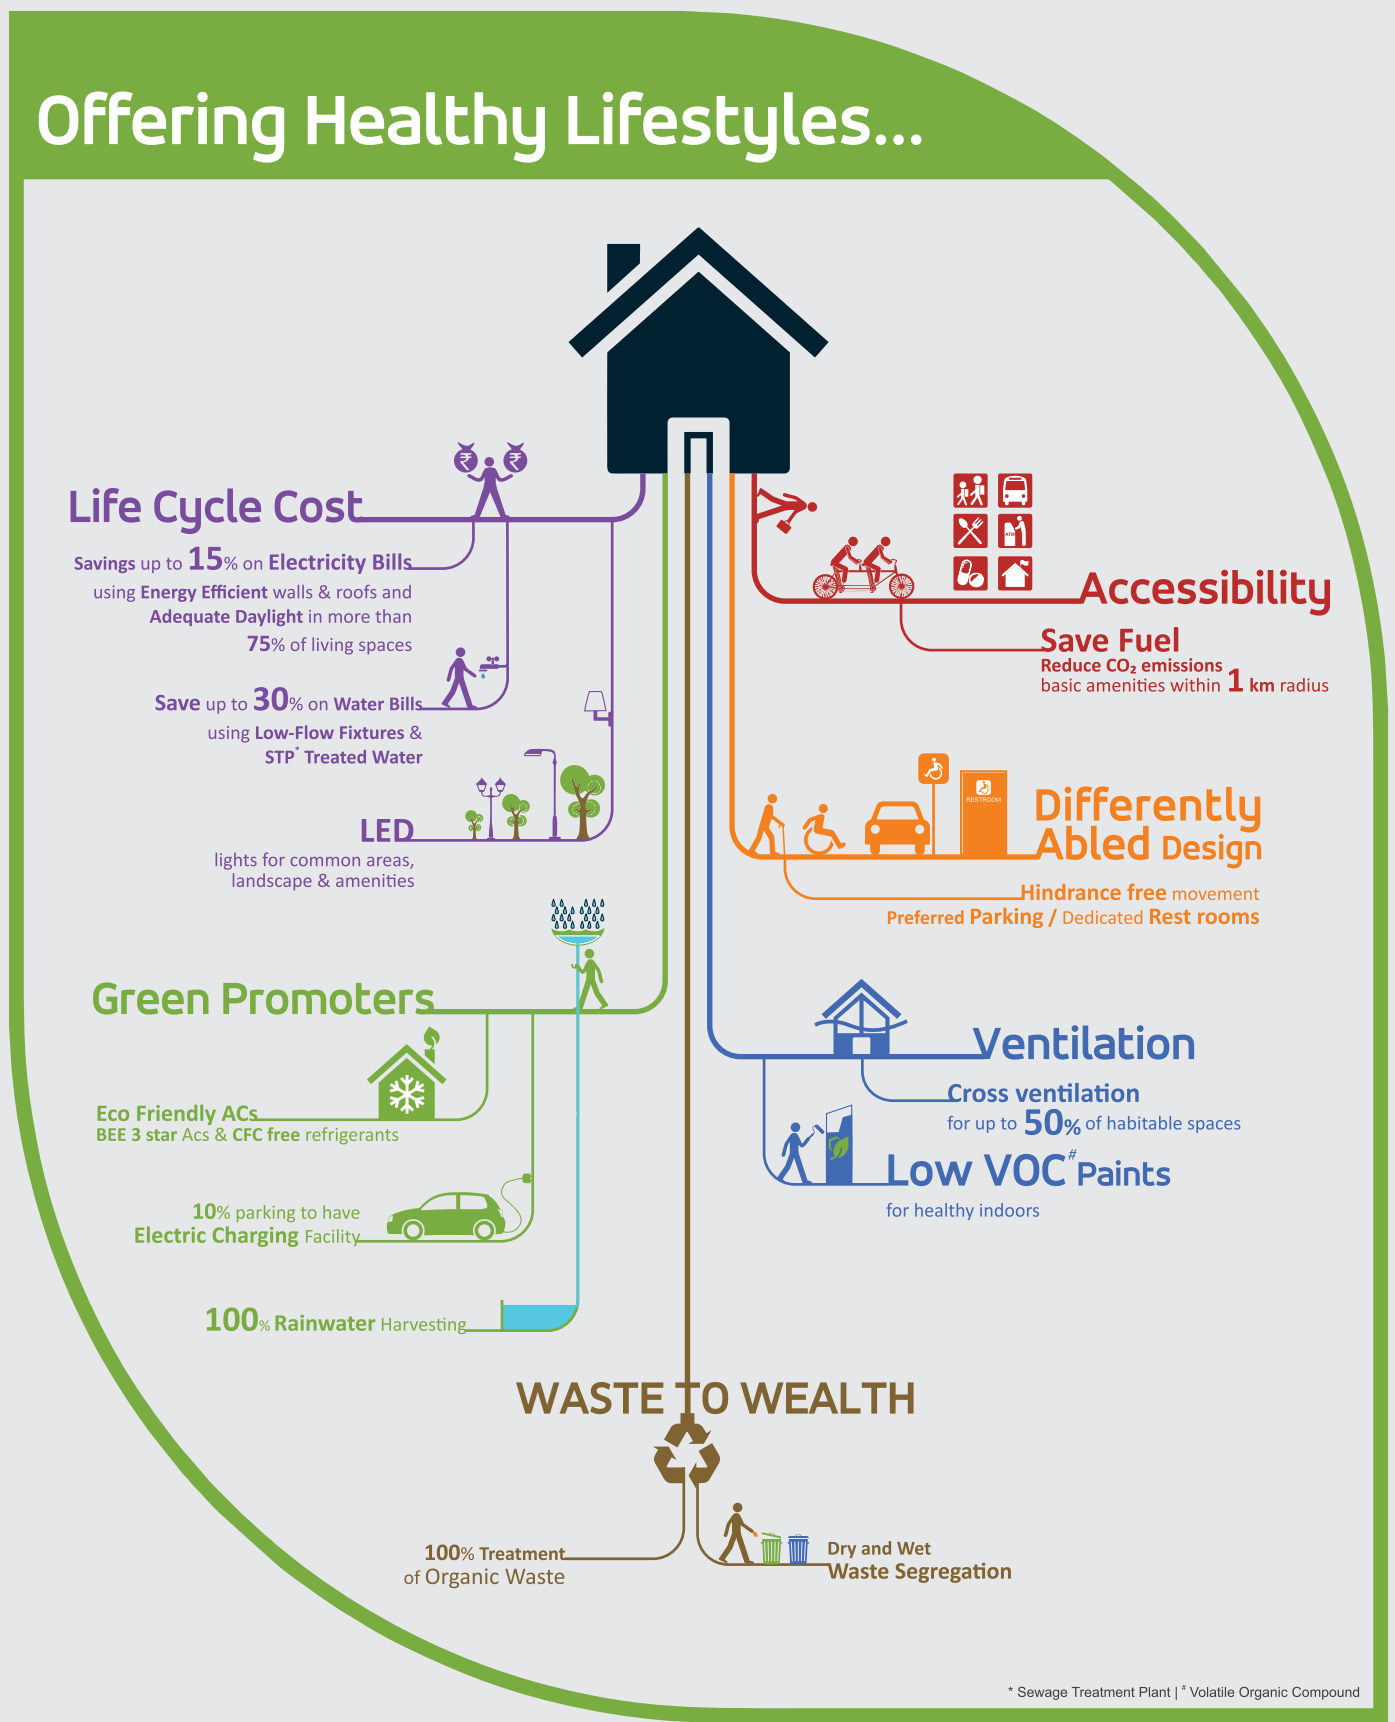 Offering Healthy Lifestyles...
Life Cycle Cost
Savings up to 15% on Electricity Bills
using Energy Efficient walls & roofs and
Adequate Daylight in more than
75% of living spaces
Save up to 30% on Water Bills
using Low-Flow Fixtures &
STP* Treated Water
LED
lights for common areas,
landscape & amenities
Green Promoters
Eco Friendly ACs
BEE 3 star Acs & CFC free refrigerants
10% parking to have
Electric Charging Facility
100% Rainwater Harvesting
ATM
Accessibility
Save Fuel
Reduce CO₂ emissions
basic amenities within 1 km radius
RESTROOM
Differently
Abled Design
Hindrance free movement
Preferred Parking / Dedicated Rest rooms
Ventilation
Cross ventilation
for up to 50% of habitable spaces
Low VOC# Paints
for healthy indoors
WASTE TO WEALTH
100% Treatment
of Organic Waste
Dry and Wet
Waste Segregation
* Sewage Treatment Plant | # Volatile Organic Compound